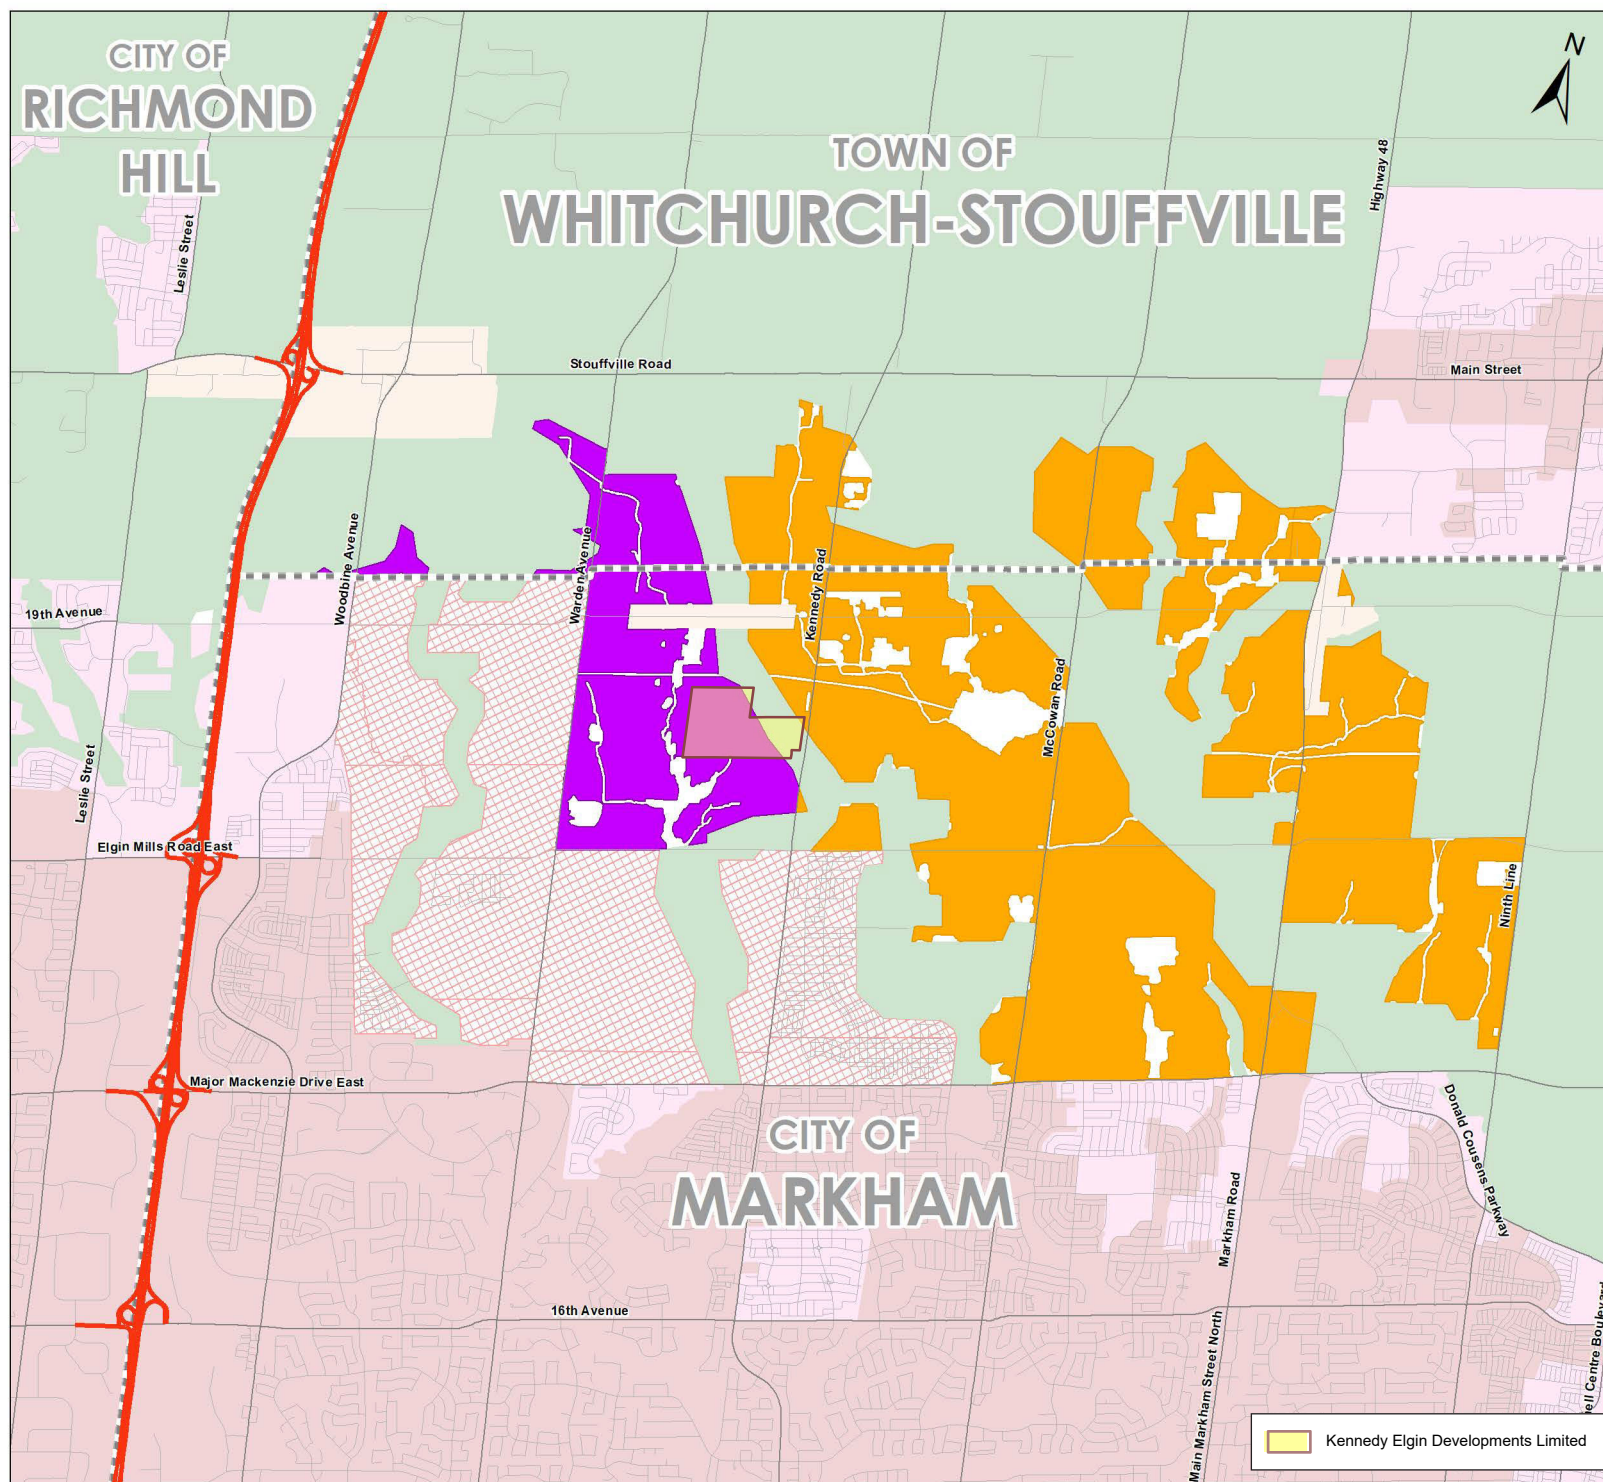 N
CITY OF
RICHMOND
HILL
TOWN OF
WHITCHURCH-STOUFFVILLE
Highway 48
Leslie Street
Stouffville Road
Main Street
Woodbine Avenue
Warden Avenue
Kennedy Road
19th Avenue
McCowan Road
Leslie Street
Elgin Mills Road East
Ninth Line
Major Mackenzie Drive East
CITY OF
MARKHAM
Donald Cousens Parkway
Markham Road
16th Avenue
Main Markham Street North
Centre Boulevard
Kennedy Elgin Developments Limited